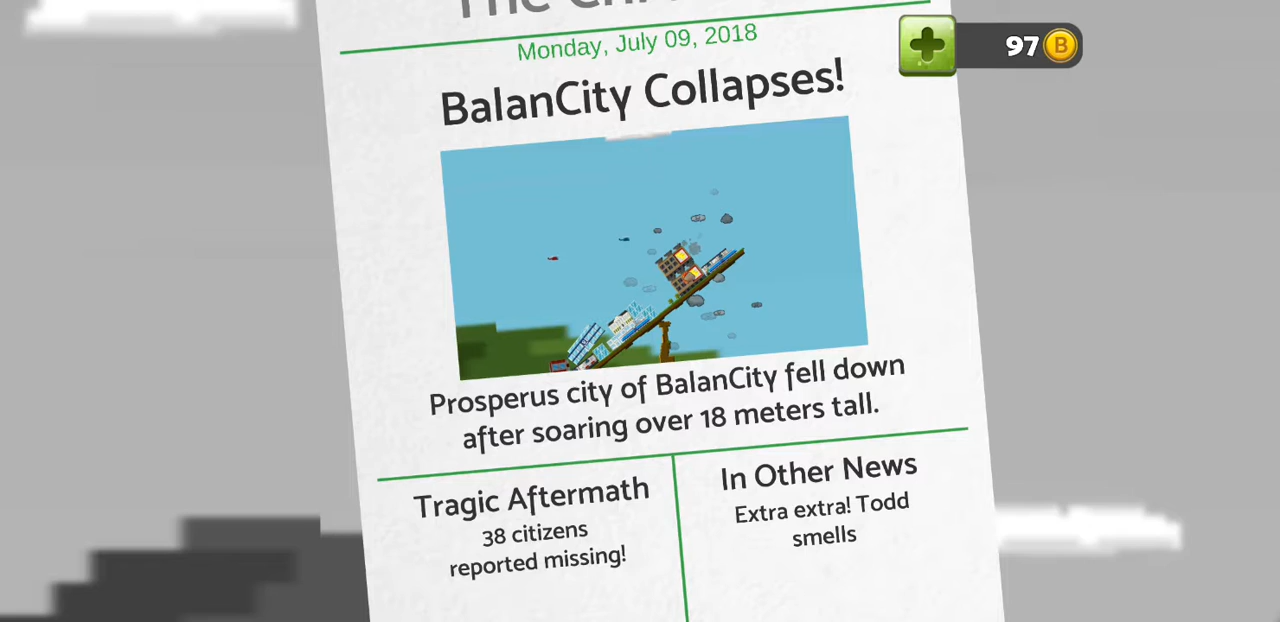 The
Monday, July 09, 2018
97 B
BalanCity Collapses!
Prosperus city of BalanCity fell down
after soaring over 18 meters tall.
Tragic Aftermath
38 citizens
reported missing!
In Other News
Extra extra! Todd
smells